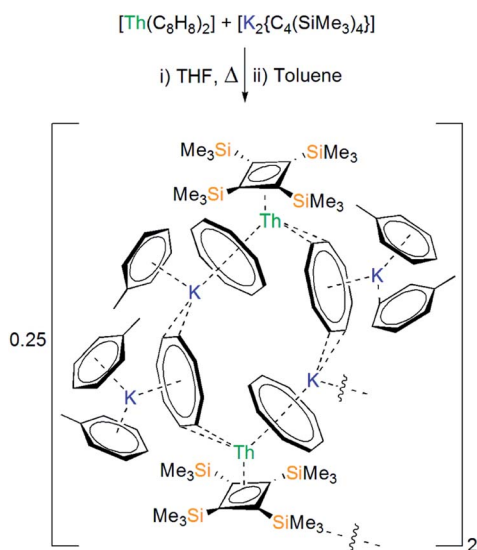 [Th(C₈H₈)₂] + [K₂{C₄(SiMe₃)₄}]
i) THF, Δ ii) Toluene
Me₃Si SiMe₃
Me₃Si SiMe₃
Th
K K
0.25
K K
Th
Me₃Si SiMe₃
Me₃Si SiMe₃
2